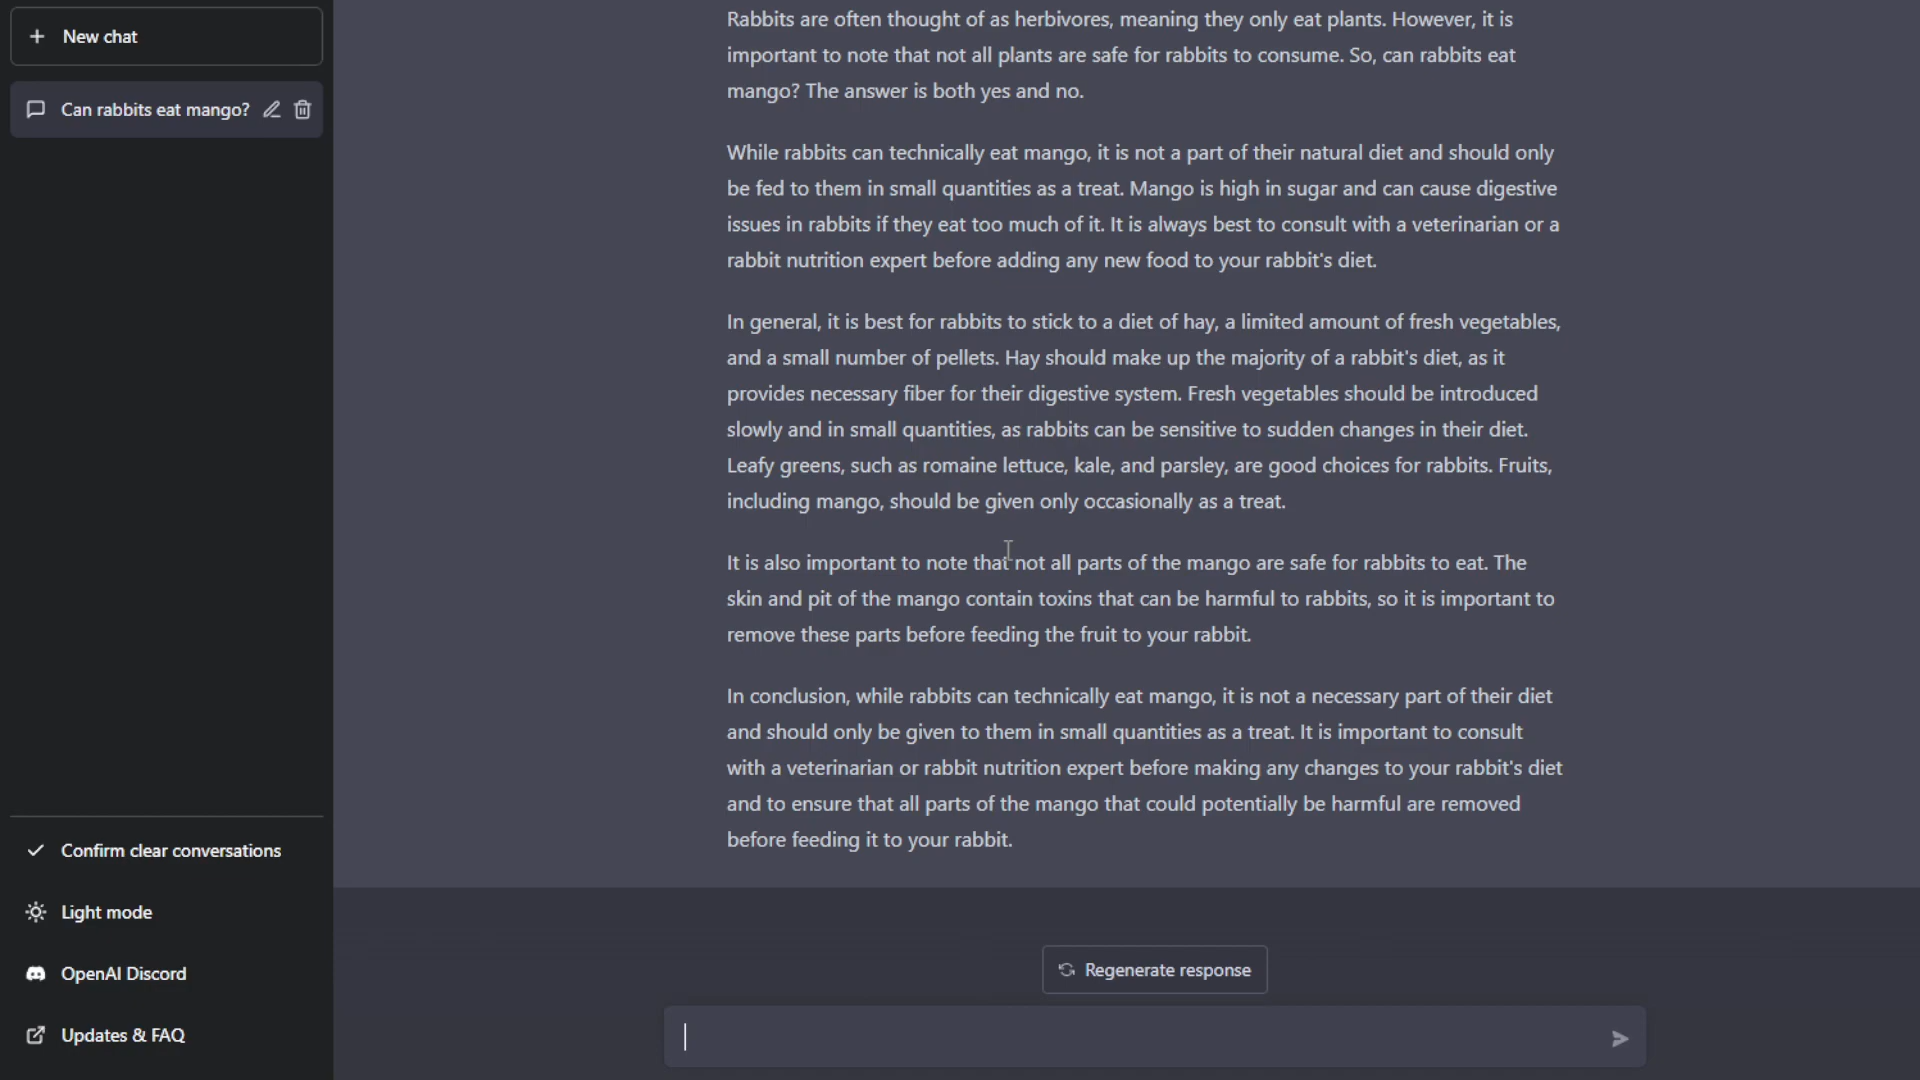 New chat
Can rabbits eat mango?
Rabbits are often thought of as herbivores, meaning they only eat plants. However, it is
important to note that not all plants are safe for rabbits to consume. So, can rabbits eat
mango? The answer is both yes and no.
While rabbits can technically eat mango, it is not a part of their natural diet and should only
be fed to them in small quantities as a treat. Mango is high in sugar and can cause digestive
issues in rabbits if they eat too much of it. It is always best to consult with a veterinarian or a
rabbit nutrition expert before adding any new food to your rabbit's diet.
In general, it is best for rabbits to stick to a diet of hay, a limited amount of fresh vegetables,
and a small number of pellets. Hay should make up the majority of a rabbit's diet, as it
provides necessary fiber for their digestive system. Fresh vegetables should be introduced
slowly and in small quantities, as rabbits can be sensitive to sudden changes in their diet.
Leafy greens, such as romaine lettuce, kale, and parsley, are good choices for rabbits. Fruits,
including mango, should be given only occasionally as a treat.
It is also important to note that not all parts of the mango are safe for rabbits to eat. The
skin and pit of the mango contain toxins that can be harmful to rabbits, so it is important to
remove these parts before feeding the fruit to your rabbit.
In conclusion, while rabbits can technically eat mango, it is not a necessary part of their diet
and should only be given to them in small quantities as a treat. It is important to consult
with a veterinarian or rabbit nutrition expert before making any changes to your rabbit's diet
and to ensure that all parts of the mango that could potentially be harmful are removed
before feeding it to your rabbit.
Confirm clear conversations
Light mode
OpenAI Discord
Updates & FAQ
Regenerate response